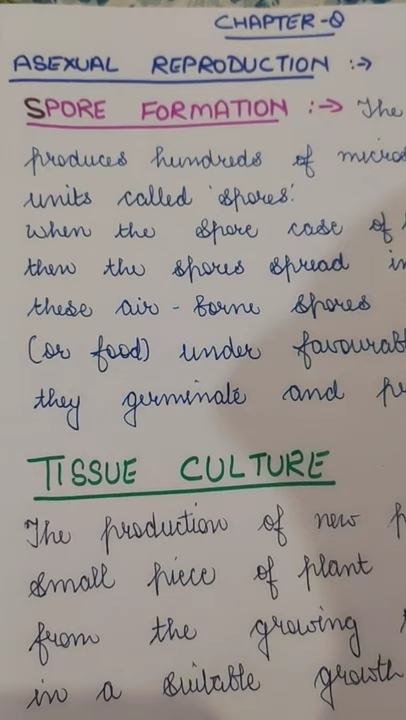 CHAPTER-8
ASEXUAL REPRODUCTION :->
SPORE FORMATION :-> The
produces hundreds of
units called 'spores'.
When the spore case of
then the spores spread in
these air-borne spores
(or food) under
they germinate and
TISSUE CULTURE
The production of new
small piece of plant
from the growing
in a suitable growth